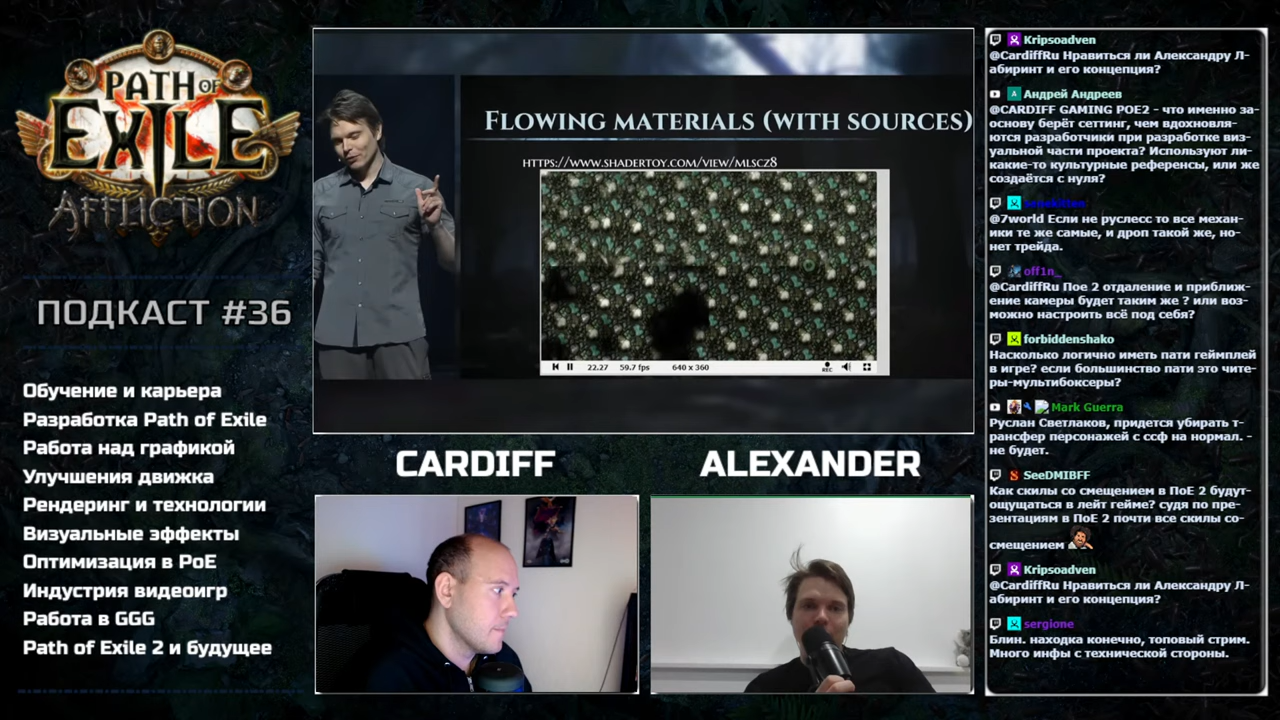 PATH OF
EXILE
AFFLICTION
ПОДКАСТ #36
Обучение и карьера
Разработка Path of Exile
Работа над графикой
Улучшения движка
Рендеринг и технологии
Визуальные эффекты
Оптимизация в PoE
Индустрия видеоигр
Работа в GGG
Path of Exile 2 и будущее
FLOWING MATERIALS (WITH SOURCES)
HTTPS://WWW.SHADERTOY.COM/VIEW/MLSCZ8
22.27 59.7 fps 640 x 360
REC
CARDIFF
ALEXANDER
Kripsoadven
@CardiffRu Нравиться ли Александру Л-
абиринт и его концепция?
Андрей Андреев
@CARDIFF GAMING POE2 - что именно за-
основу берёт сеттинг, чем вдохновля-
ются разработчики при разработке виз-
уальной части проекта? Используют ли-
какие-то культурные референсы, или же
создаётся с нуля?
@7world Если не руслесс то все механ-
ики те же самые, и дроп такой же, но-
нет трейда.
off1n_
@CardiffRu Пое 2 отдаление и приближ-
ение камеры будет таким же ? или воз-
можно настроить всё под себя?
forbiddenshako
Насколько логично иметь пати геймплей
в игре? если большинство пати это чите-
ры-мультибоксеры?
Mark Guerra
Руслан Светлаков, придется убирать т-
рансфер персонажей с ссф на нормал. -
не будет.
SeeDMIBFF
Как скилы со смещением в ПоЕ 2 будут-
ощущаться в лейт гейме? судя по пре-
зентациям в ПоЕ 2 почти все скилы со-
смещением
Kripsoadven
@CardiffRu Нравиться ли Александру Л-
абиринт и его концепция?
sergione
Блин. находка конечно, топовый стрим.
Много инфы с технической стороны.